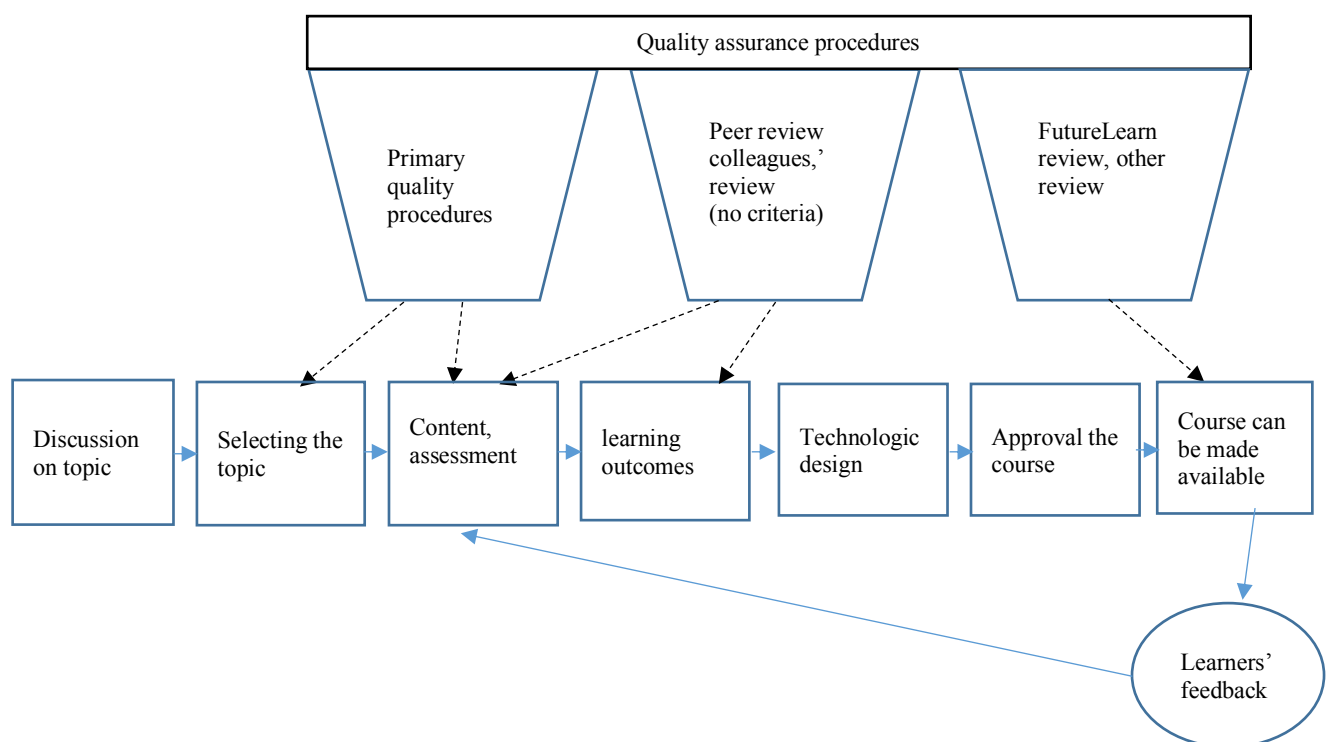 Quality assurance procedures
Primary
quality
procedures
Peer review
colleagues,’
review
(no criteria)
FutureLearn
review, other
review
Discussion
on topic
Selecting the
topic
Content,
assessment
learning
outcomes
Technologic
design
Approval the
course
Course can
be made
available
Learners’
feedback